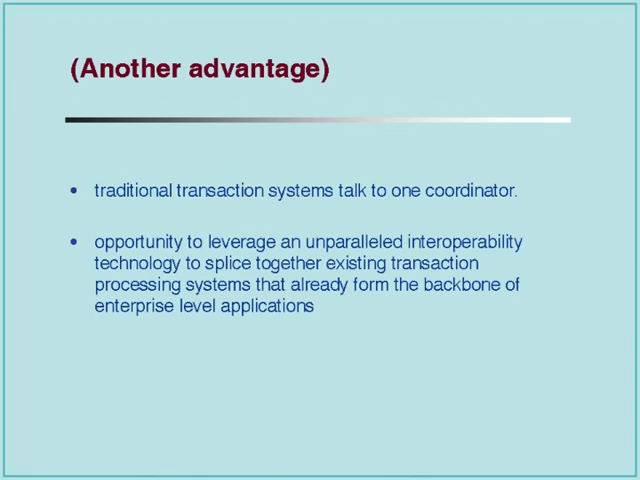 (Another advantage)
• traditional transaction systems talk to one coordinator.
• opportunity to leverage an unparalleled interoperability
technology to splice together existing transaction
processing systems that already form the backbone of
enterprise level applications